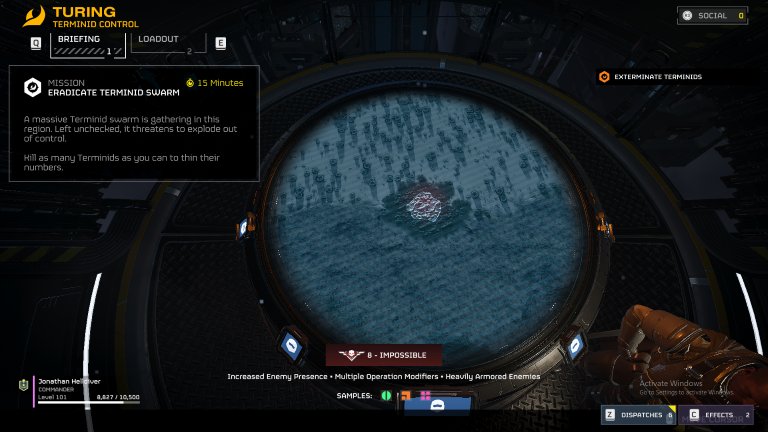 TURING
TERMINID CONTROL
SOCIAL 0
Q
BRIEFING
1
LOADOUT
2
E
MISSION
15 Minutes
ERADICATE TERMINID SWARM
A massive Terminid swarm is gathering in this
region. Left unchecked, it threatens to explode out
of control.
Kill as many Terminids as you can to thin their
numbers.
EXTERMINATE TERMINIDS
8 - IMPOSSIBLE
Increased Enemy Presence • Multiple Operation Modifiers • Heavily Armored Enemies
SAMPLES:
Jonathan Helldiver
COMMANDER
Level 101
8,827 / 10,500
Activate Windows
Go to Settings to activate Windows.
Z DISPATCHES 6
C EFFECTS 2